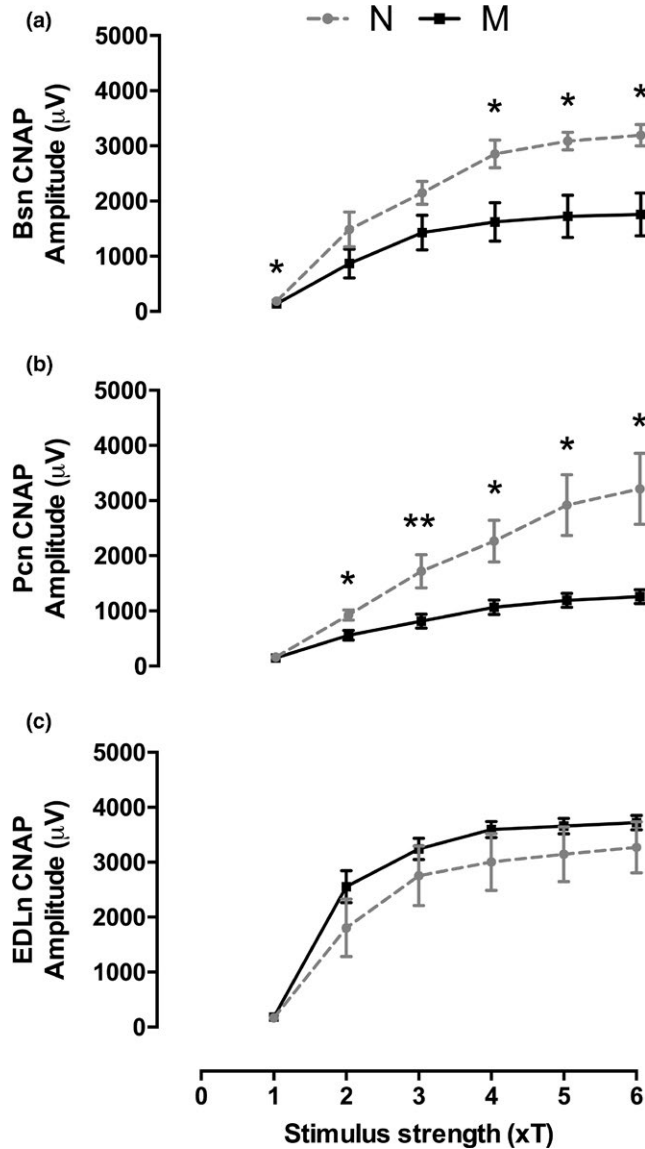 N M
(a)
Bsn CNAP
Amplitude (μV)
5000
4000
3000
2000
1000
0
*
*
*
*
(b)
Pcn CNAP
Amplitude (μV)
5000
4000
3000
2000
1000
0
*
**
*
*
*
(c)
EDLn CNAP
Amplitude (μV)
5000
4000
3000
2000
1000
0
0 1 2 3 4 5 6
Stimulus strength (xT)